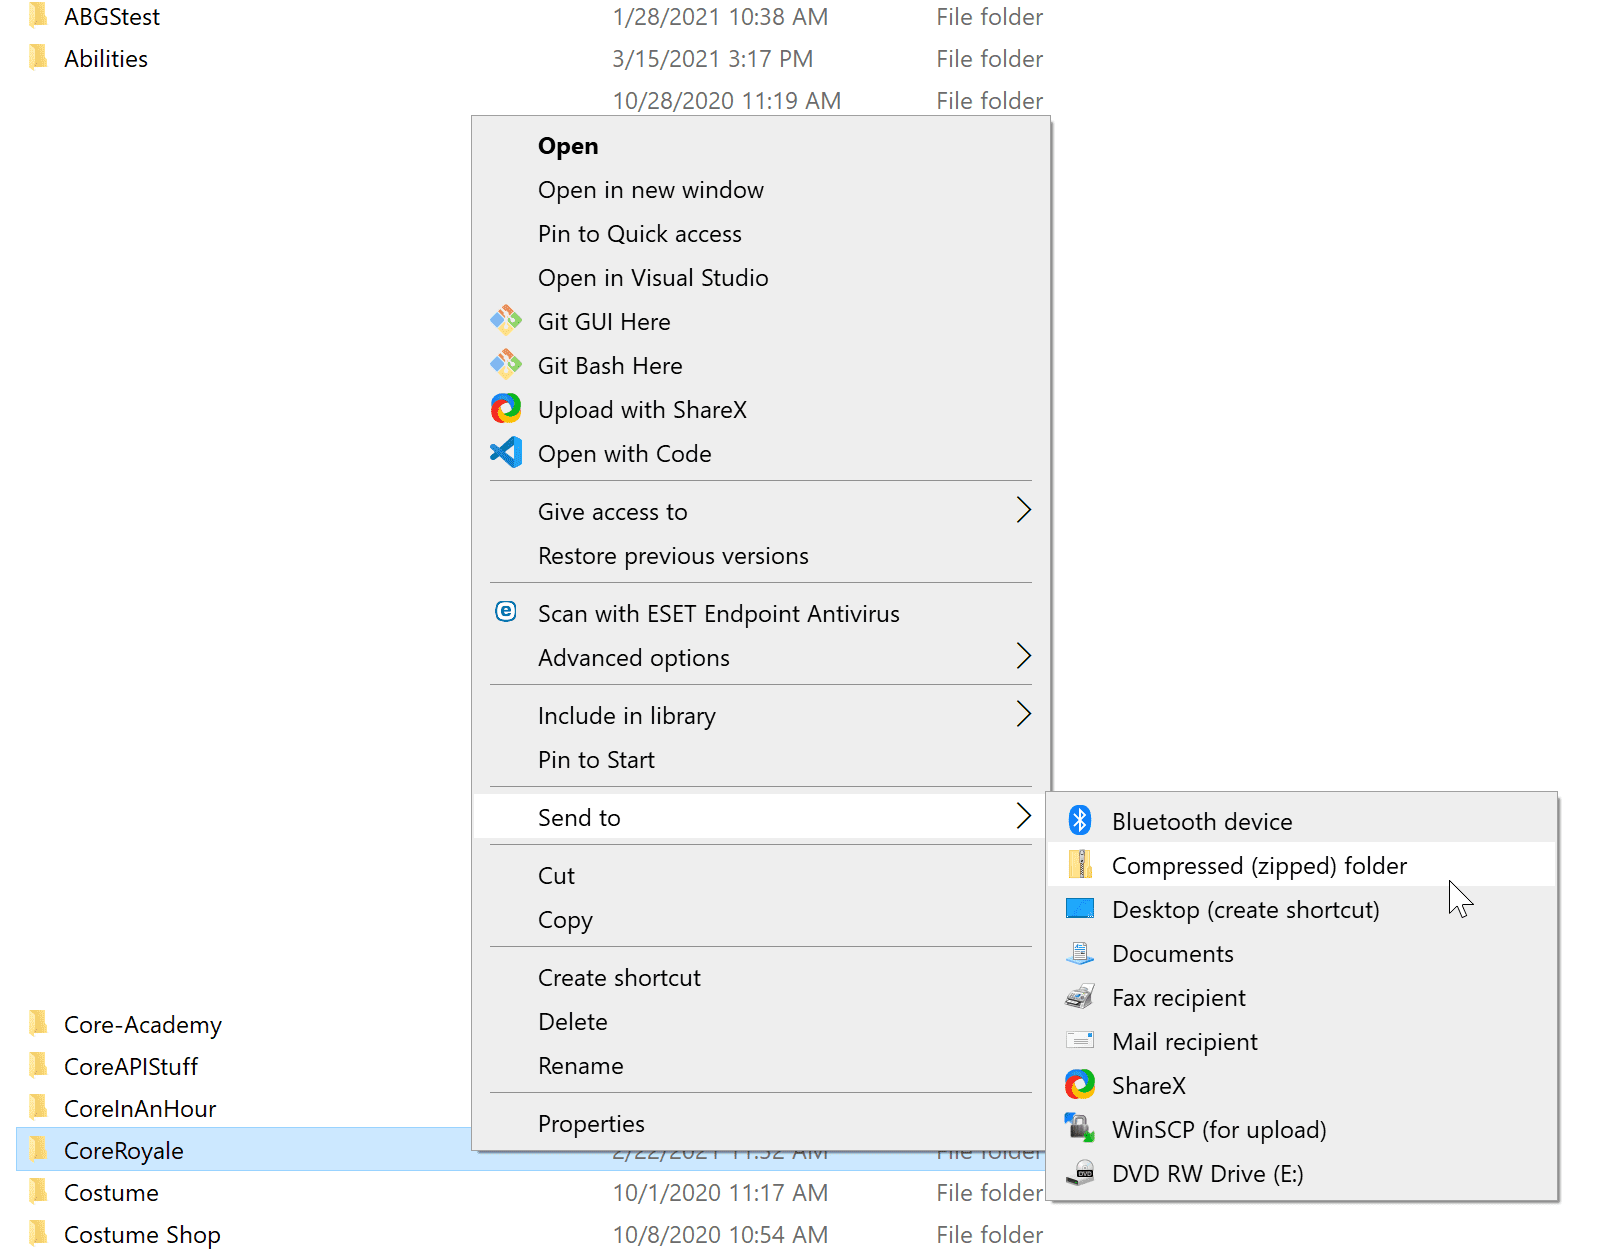 ABGStest 1/28/2021 10:38 AM File folder
Abilities 3/15/2021 3:17 PM File folder
10/28/2020 11:19 AM File folder
Open
Open in new window
Pin to Quick access
Open in Visual Studio
Git GUI Here
Git Bash Here
Upload with ShareX
Open with Code
Give access to
Restore previous versions
Scan with ESET Endpoint Antivirus
Advanced options
Include in library
Pin to Start
Send to
Cut
Copy
Create shortcut
Delete
Rename
Properties
Bluetooth device
Compressed (zipped) folder
Desktop (create shortcut)
Documents
Fax recipient
Mail recipient
ShareX
WinSCP (for upload)
DVD RW Drive (E:)
Core-Academy
CoreAPIStuff
CoreInAnHour
CoreRoyale 2/22/2021 11:52 AM File folder
Costume 10/1/2020 11:17 AM File folder
Costume Shop 10/8/2020 10:54 AM File folder